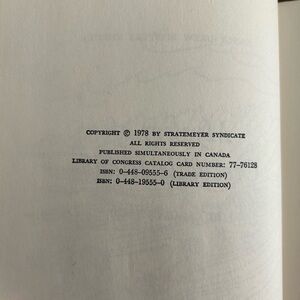 COPYRIGHT © 1978 BY STRATEMEYER SYNDICATE
ALL RIGHTS RESERVED
PUBLISHED SIMULTANEOUSLY IN CANADA
LIBRARY OF CONGRESS CATALOG CARD NUMBER: 77-76128
ISBN: 0-448-09555-6 (TRADE EDITION)
ISBN: 0-448-19555-0 (LIBRARY EDITION)